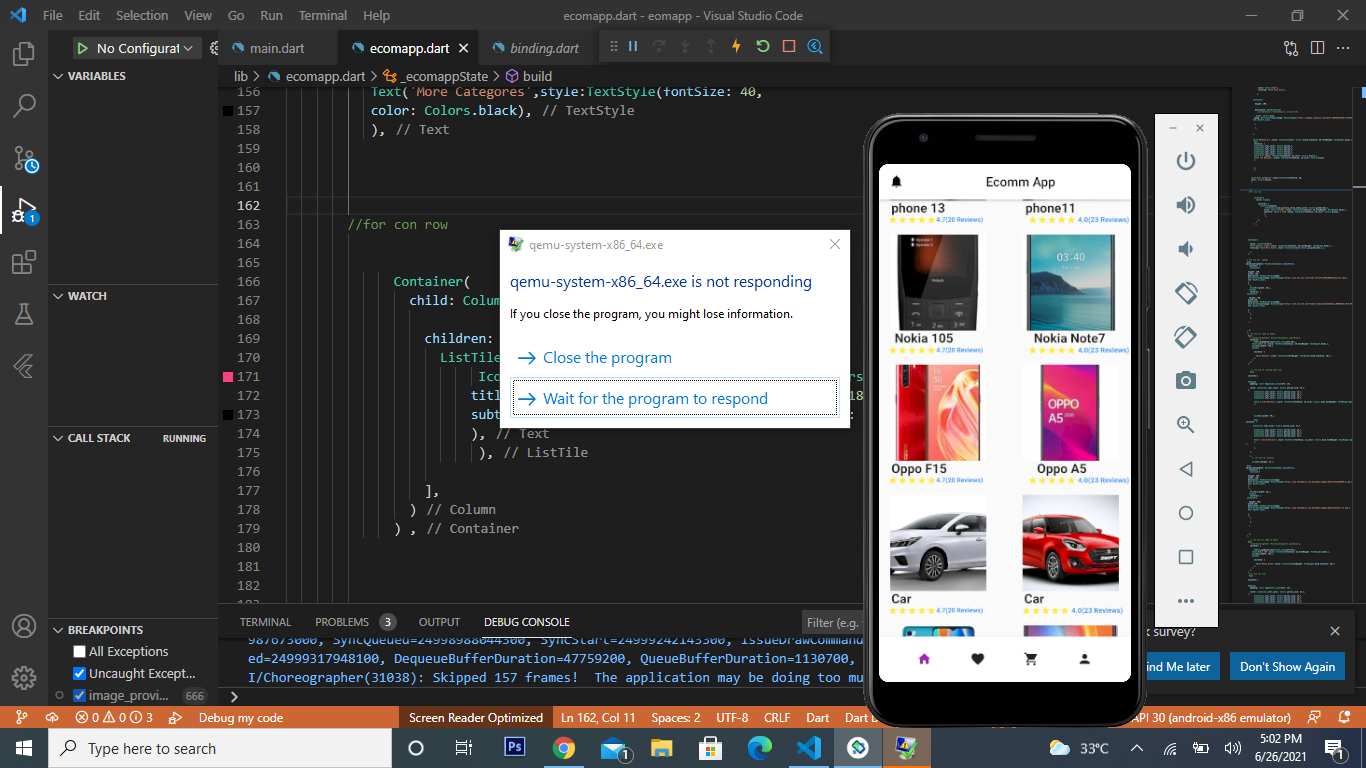 File Edit Selection View Go Run Terminal Help
ecomapp.dart - eomapp - Visual Studio Code
No Configurat
main.dart
ecomapp.dart
binding.dart
lib > ecomapp.dart > _ecomappState > build
VARIABLES
WATCH
CALL STACK
RUNNING
BREAKPOINTS
All Exceptions
Uncaught Except...
image_provi...
666
156 Text('More Categores',style:TextStyle(fontSize: 40,
157 color: Colors.black), // TextStyle
158 ), // Text
159
160
161
162
163 //for con row
164
165
166 Container(
167 child: Colum
168
169 children:
170 ListTile
171 Ico
172 titl
173 subt
174 ), // Text
175 ), // ListTile
176
177 ],
178 ) // Column
179 ) , // Container
180
181
182
qemu-system-x86_64.exe
qemu-system-x86_64.exe is not responding
If you close the program, you might lose information.
Close the program
Wait for the program to respond
Ecomm App
phone 13
4.7(20 Reviews)
phone11
4.0(23 Reviews)
03:40
Nokia 105
4.7(20 Reviews)
Nokia Note7
4.0(23 Reviews)
OPPO
A5
Oppo F15
4.7(20 Reviews)
Oppo A5
4.0(23 Reviews)
Car
4.7(20 Reviews)
Car
4.0(23 Reviews)
TERMINAL PROBLEMS 3 OUTPUT DEBUG CONSOLE
Filter (e.g.
987673000, SyncQueued=24998988044300, SyncStart=24999242143300, IssueDrawComman
ed=24999317948100, DequeueBufferDuration=47759200, QueueBufferDuration=1130700,
I/Choreographer(31038): Skipped 157 frames! The application may be doing too mu
survey?
ind Me later
Don't Show Again
0 0 3
Debug my code
Screen Reader Optimized
Ln 162, Col 11
Spaces: 2
UTF-8
CRLF
Dart
Dart D
API 30 (android-x86 emulator)
Type here to search
1
33°C
5:02 PM
6/26/2021
1